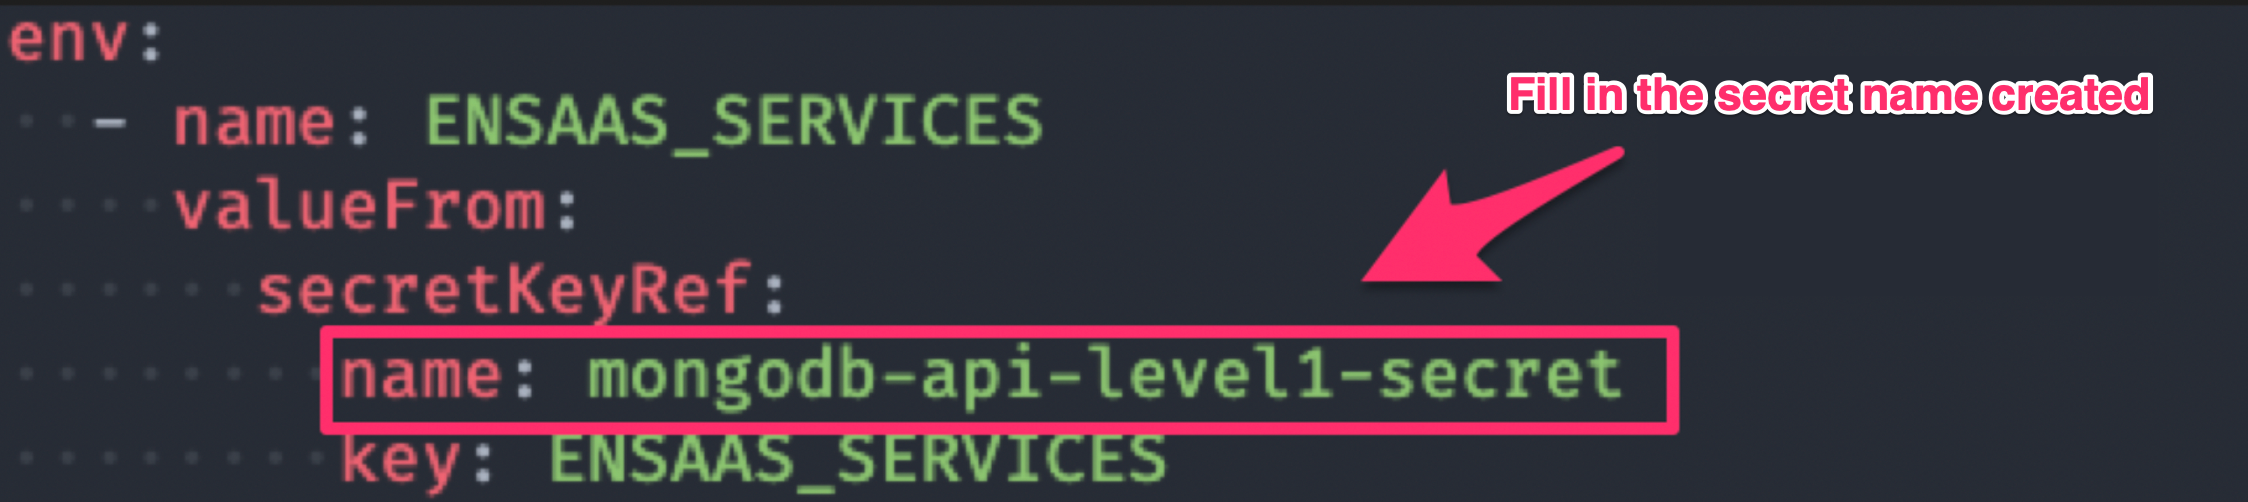 env:
- name: ENSAAS_SERVICES
Fill in the secret name created
valueFrom:
secretKeyRef:
name: mongodb-api-level1-secret
key: ENSAAS_SERVICES